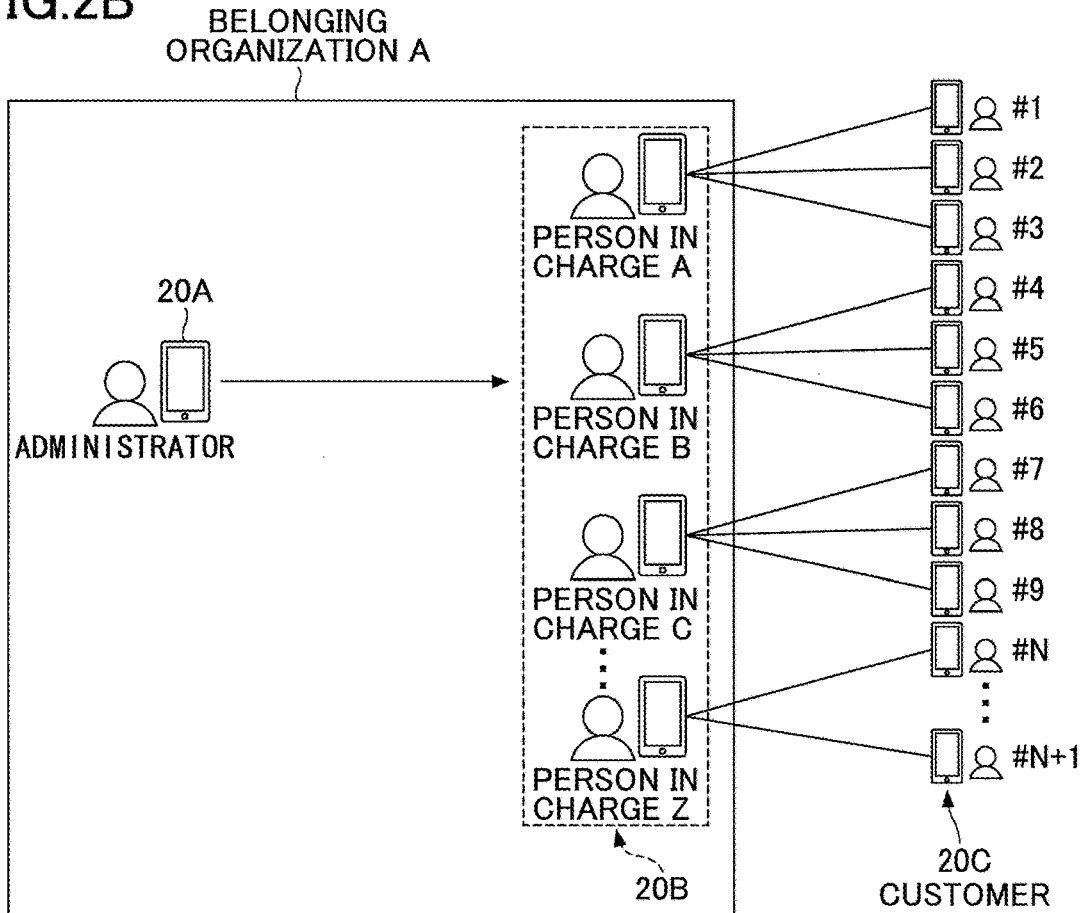 FIG.2B
BELONGING
ORGANIZATION A
#1
#2
#3
PERSON IN
CHARGE A
#4
20A
#5
PERSON IN
CHARGE B
#6
ADMINISTRATOR
#7
#8
PERSON IN
CHARGE C
#9
#N
PERSON IN
CHARGE Z
#N+1
20B
20C
CUSTOMER